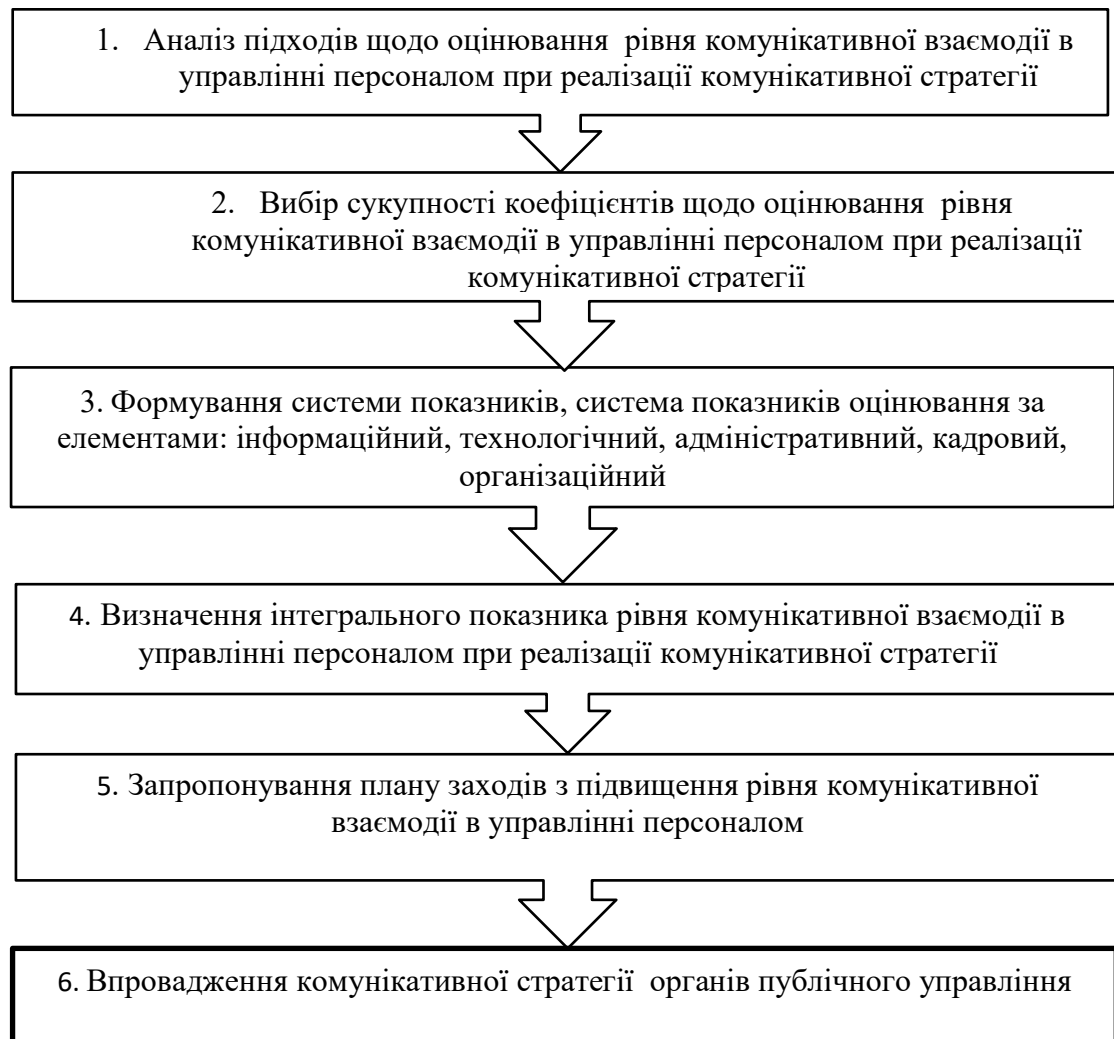 1. Аналіз підходів щодо оцінювання рівня комунікативної взаємодії в
управлінні персоналом при реалізації комунікативної стратегії
2. Вибір сукупності коефіцієнтів щодо оцінювання рівня
комунікативної взаємодії в управлінні персоналом при реалізації
комунікативної стратегії
3. Формування системи показників, система показників оцінювання за
елементами: інформаційний, технологічний, адміністративний, кадровий,
організаційний
4. Визначення інтегрального показника рівня комунікативної взаємодії в
управлінні персоналом при реалізації комунікативної стратегії
5. Запропонування плану заходів з підвищення рівня комунікативної
взаємодії в управлінні персоналом
6. Впровадження комунікативної стратегії органів публічного управління